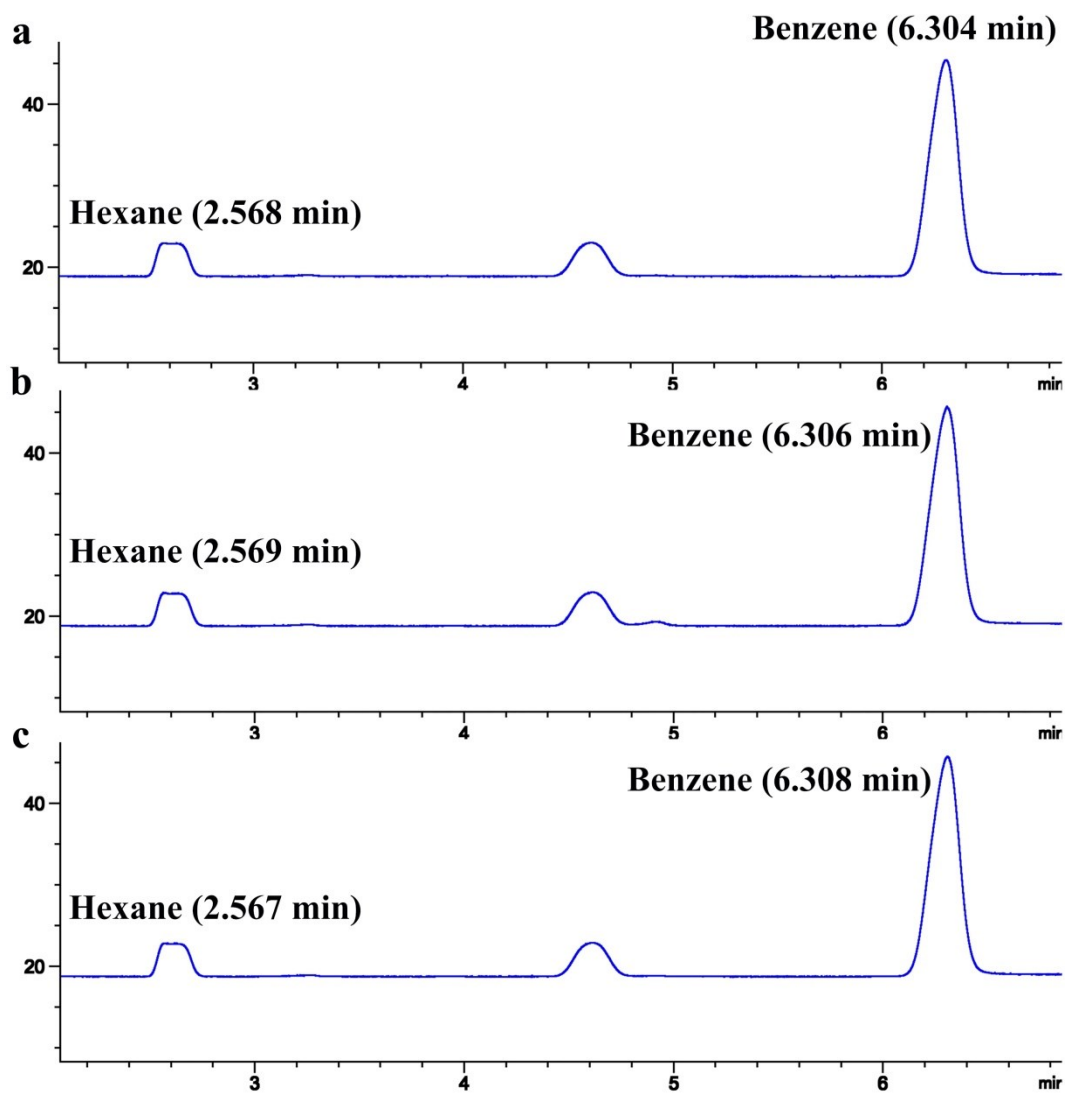 a
Benzene (6.304 min)
40
Hexane (2.568 min)
20
3 4 5 6 min
b
Benzene (6.306 min)
40
Hexane (2.569 min)
20
3 4 5 6 min
c
Benzene (6.308 min)
40
Hexane (2.567 min)
20
3 4 5 6 min